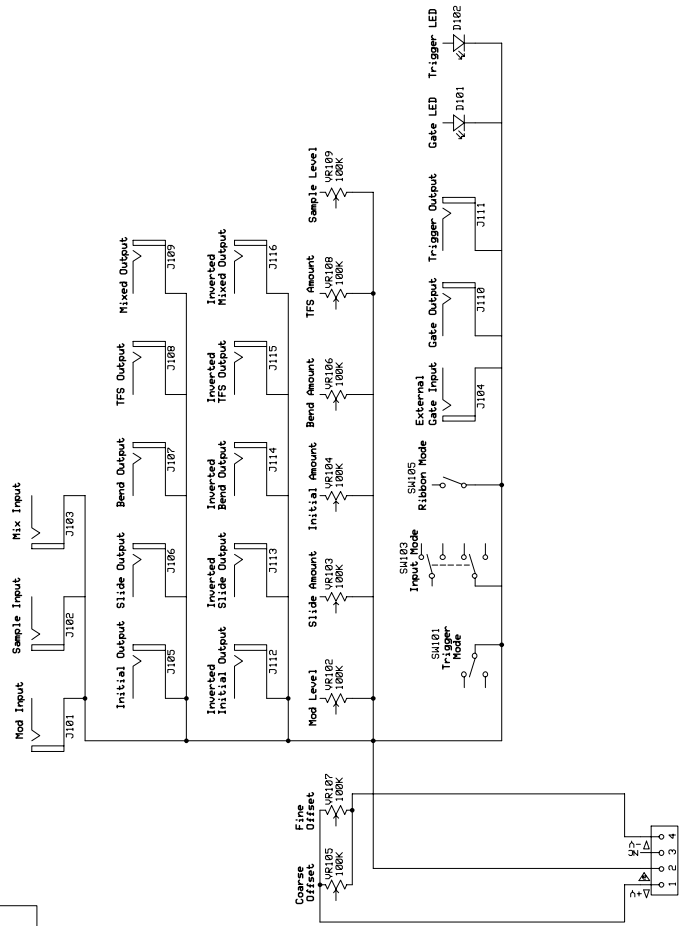 Mod Input
J101
Sample Input
J102
Mix Input
J103
Initial Output
J105
Slide Output
J106
Bend Output
J107
TFS Output
J108
Mixed Output
J109
Inverted
Initial Output
J112
Inverted
Slide Output
J113
Inverted
Bend Output
J114
Inverted
TFS Output
J115
Inverted
Mixed Output
J116
Mod Level
VR102
100K
Slide Amount
VR103
100K
Initial Amount
VR104
100K
Bend Amount
VR106
100K
TFS Amount
VR108
100K
Sample Level
VR109
100K
SW101
Trigger
Mode
SW103
Input Mode
SW105
Ribbon Mode
External
Gate Input
J104
Gate Output
J110
Trigger Output
J111
Gate LED
D101
Trigger LED
D102
Coarse
Offset
VR105
100K
Fine
Offset
VR107
100K
V+
V-
1 2 3 4